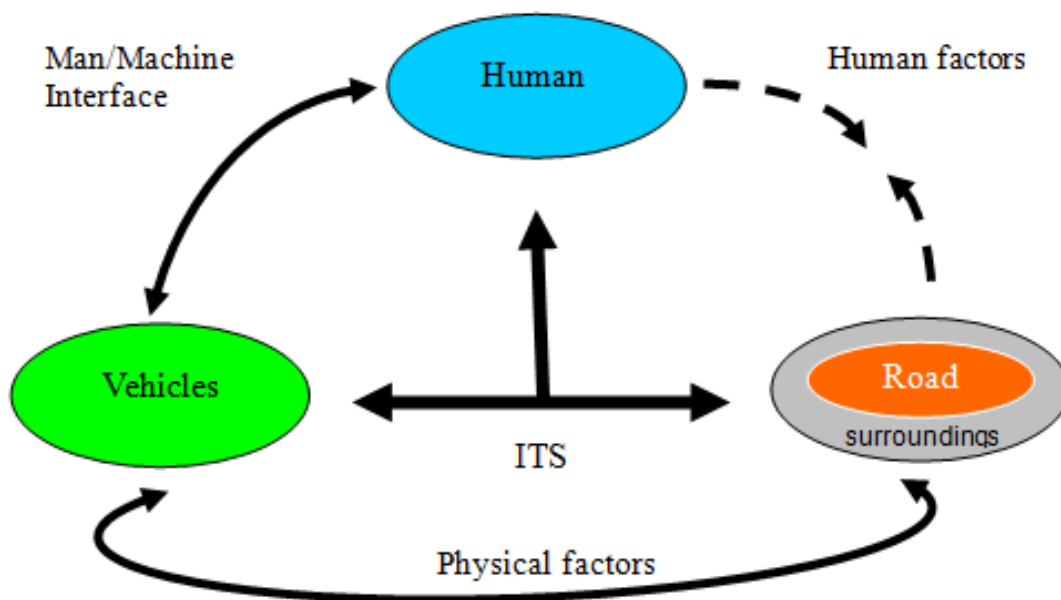 Man/Machine
Interface
Human
Human factors
Vehicles
Road
surroundings
ITS
Physical factors